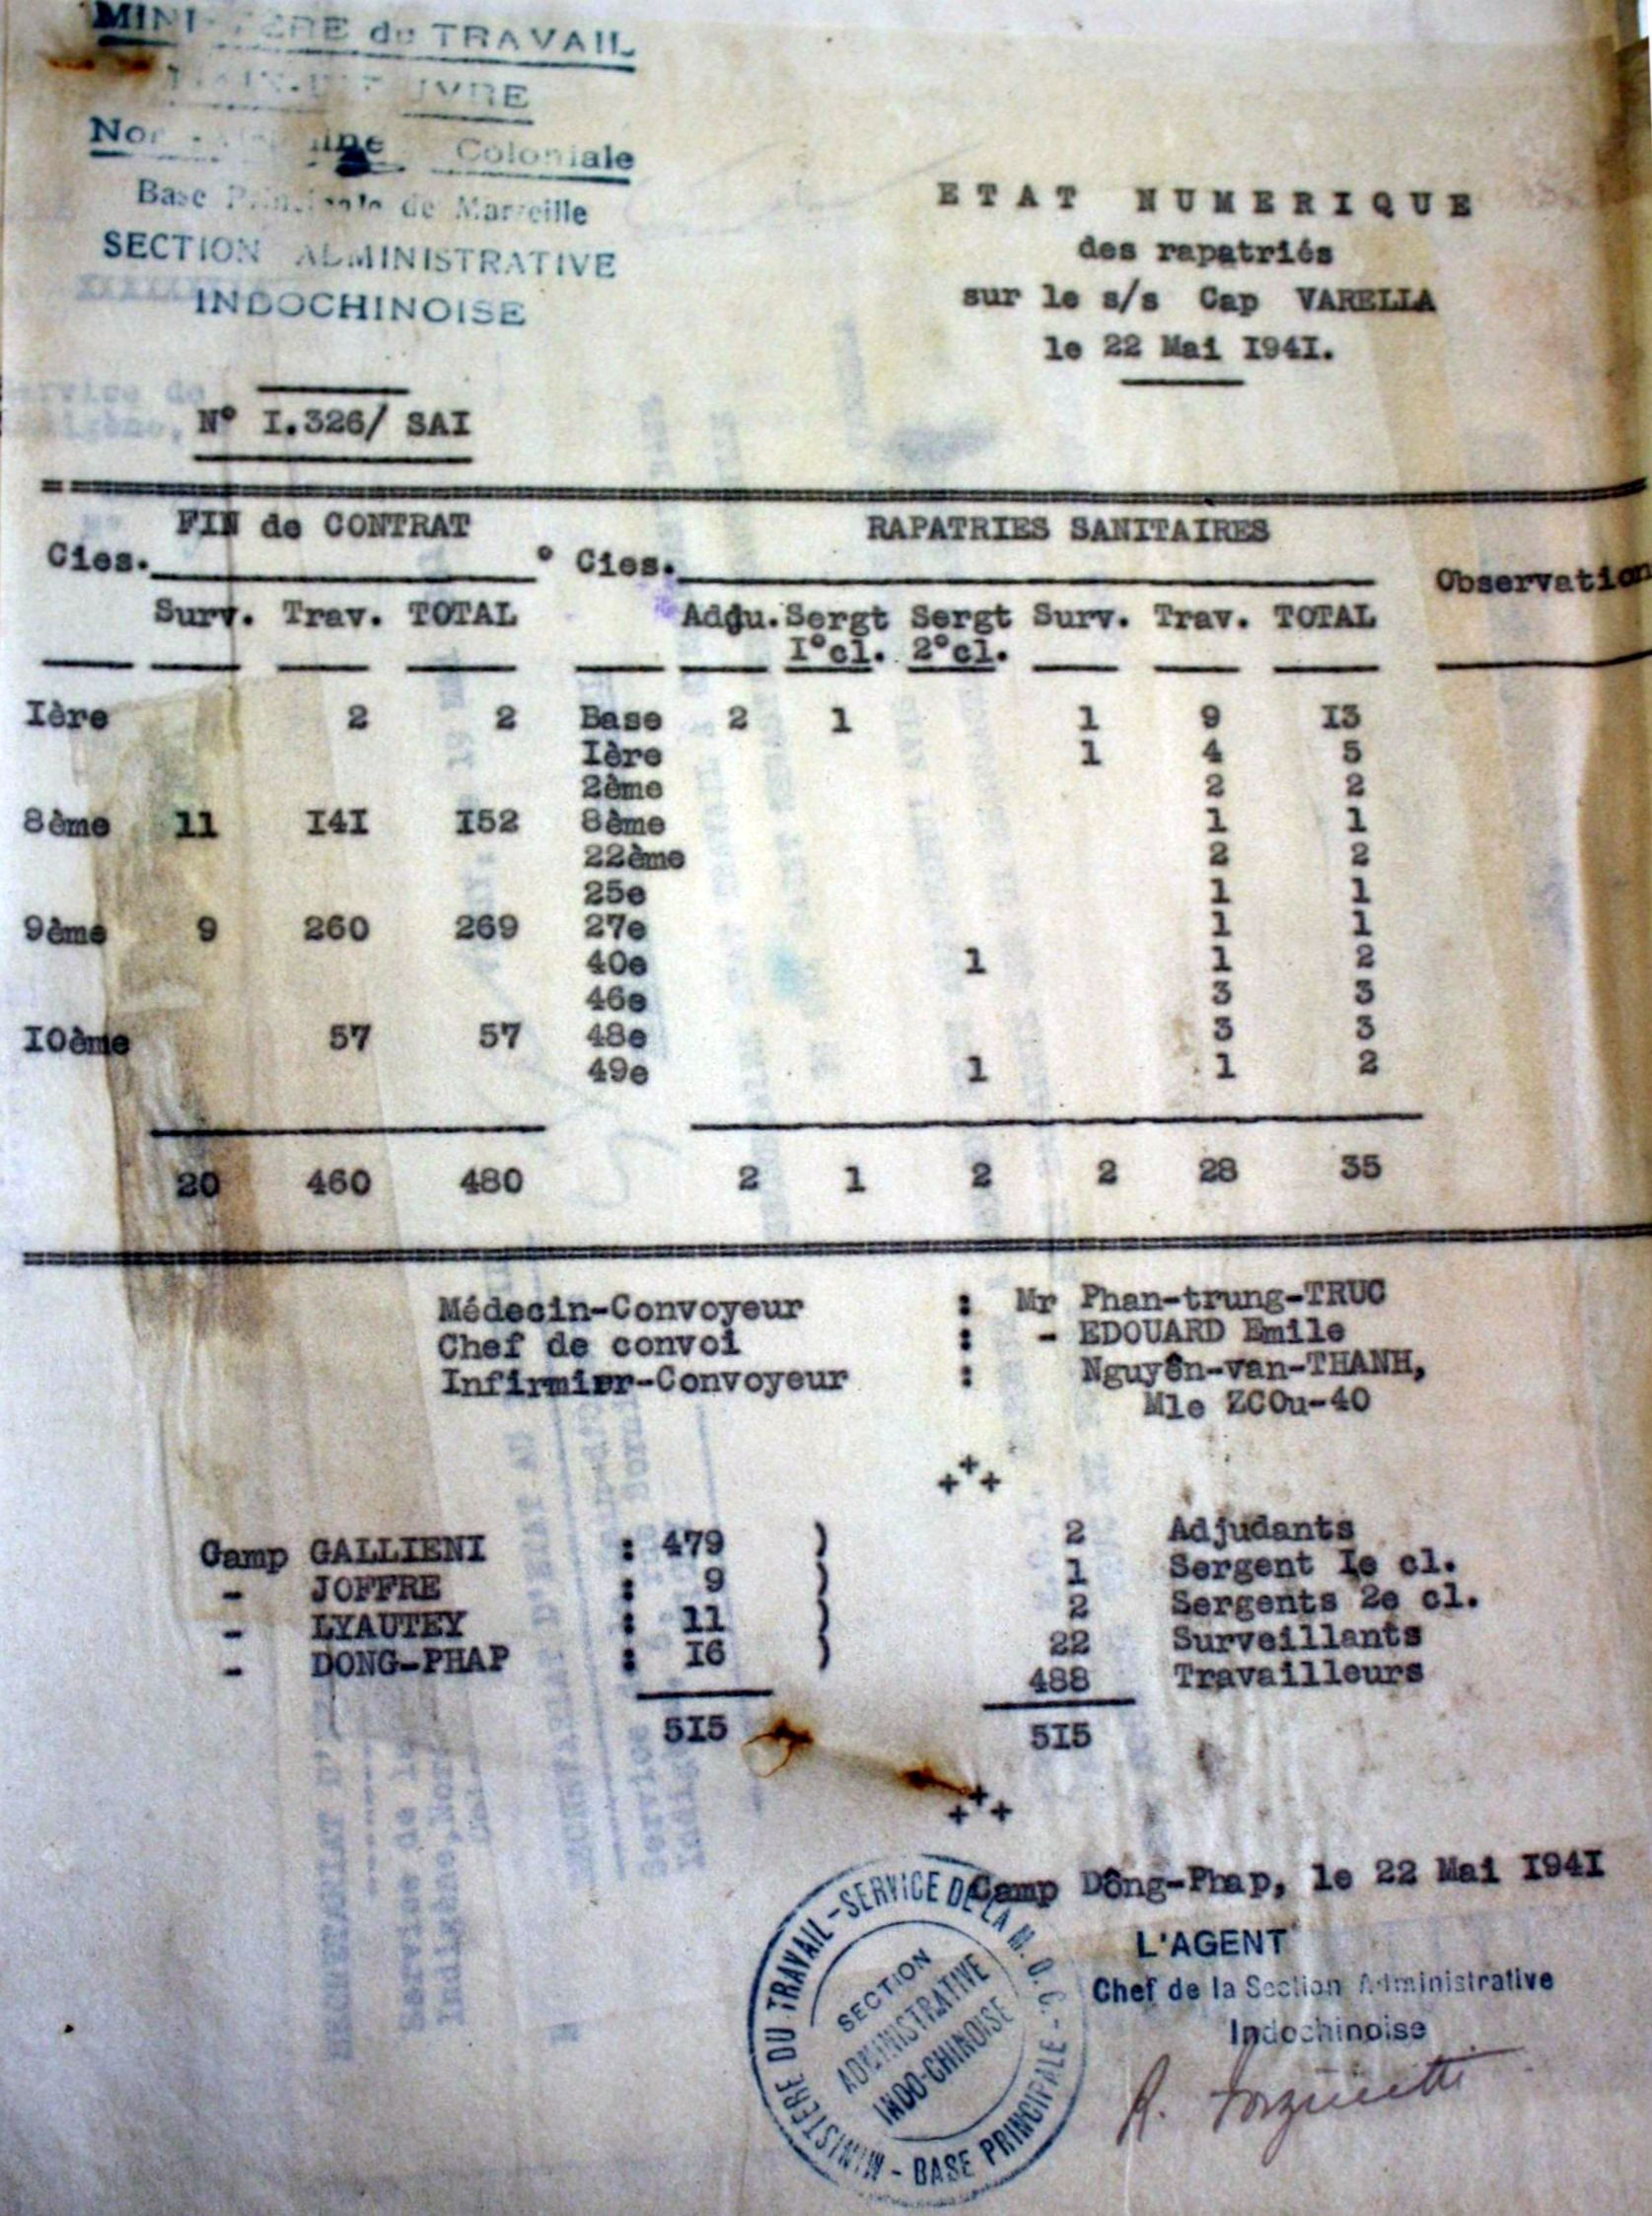 du TRAVAIL
Coloniale
Base de Marseille
SECTION ADMINISTRATIVE
INDOCHINOISE
N° I.326/ SAI
E T A T N U M E R I Q U E
des rapatriés
sur le s/s Cap VARELLA
le 22 Mai I94I.
FIN de CONTRAT RAPATRIES SANITAIRES
Cies. ° Cies. Observation
Surv. Trav. TOTAL Adju. Sergt Sergt Surv. Trav. TOTAL
I°cl. 2°cl.
Ière 2 2 Base 2 1 1 9 I3
Ière 1 4 5
2ème 2 2
8ème 11 I4I I52 8ème 1 1
22ème 2 2
25e 1 1
9ème 9 260 269 27e 1 1
40e 1 1 2
46e 3 3
I0ème 57 57 48e 3 3
49e 1 1 2
20 460 480 2 1 2 2 28 35
Médecin-Convoyeur : Mr Phan-trung-TRUC
Chef de convoi : - EDOUARD Emile
Infirmier-Convoyeur : Nguyên-van-THANH,
Mle ZCOu-40
+++
Camp GALLIENI : 479 ) 2 Adjudants
- JOFFRE : 9 ) 1 Sergent Ie cl.
- LYAUTEY : 11 ) 2 Sergents 2e cl.
- DONG-PHAP : I6 ) 22 Surveillants
488 Travailleurs
5I5 5I5
+++
Camp Dông-Phap, le 22 Mai I94I
L'AGENT
Chef de la Section Administrative
Indochinoise
MINISTERE DU TRAVAIL - SERVICE DE LA M.O.C. - BASE PRINCIPALE -
SECTION
ADMINISTRATIVE
INDO-CHINOISE